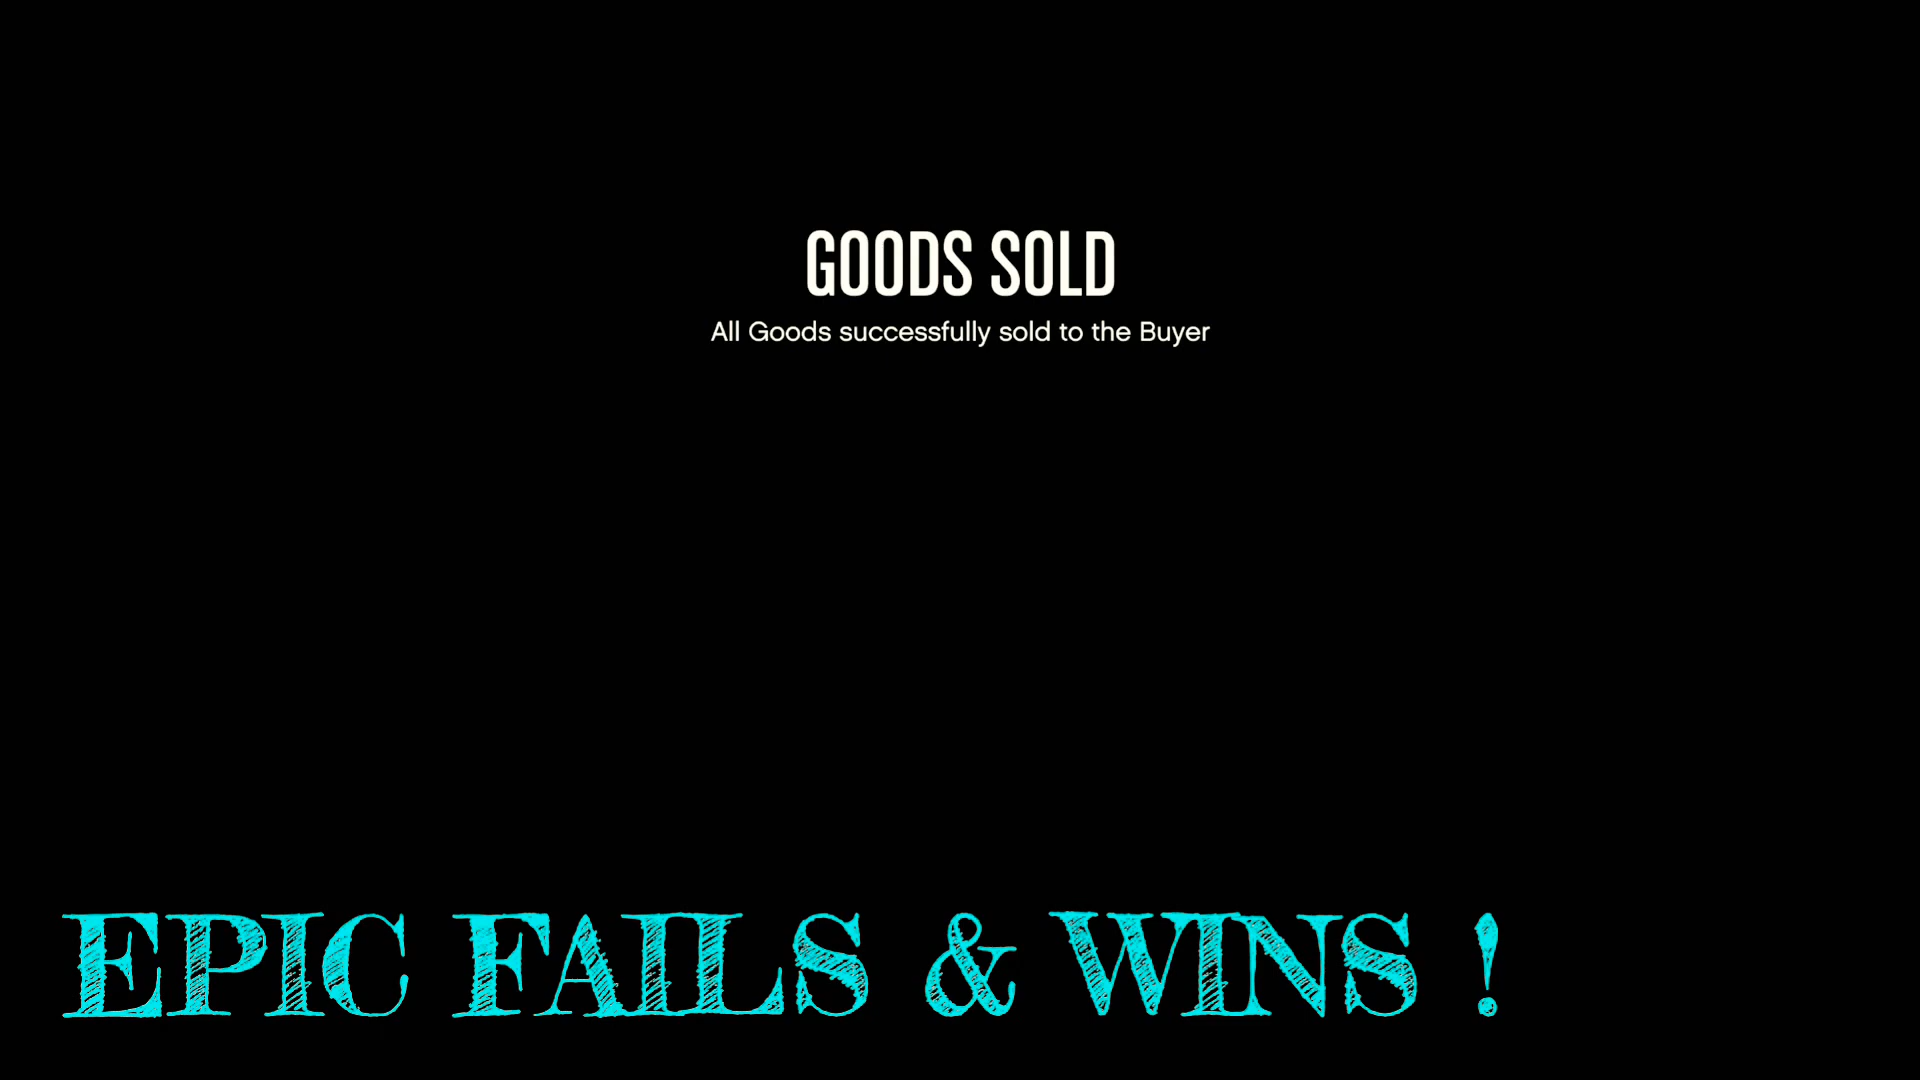 GOODS SOLD
All Goods successfully sold to the Buyer
EPIC FAILS & WINS !